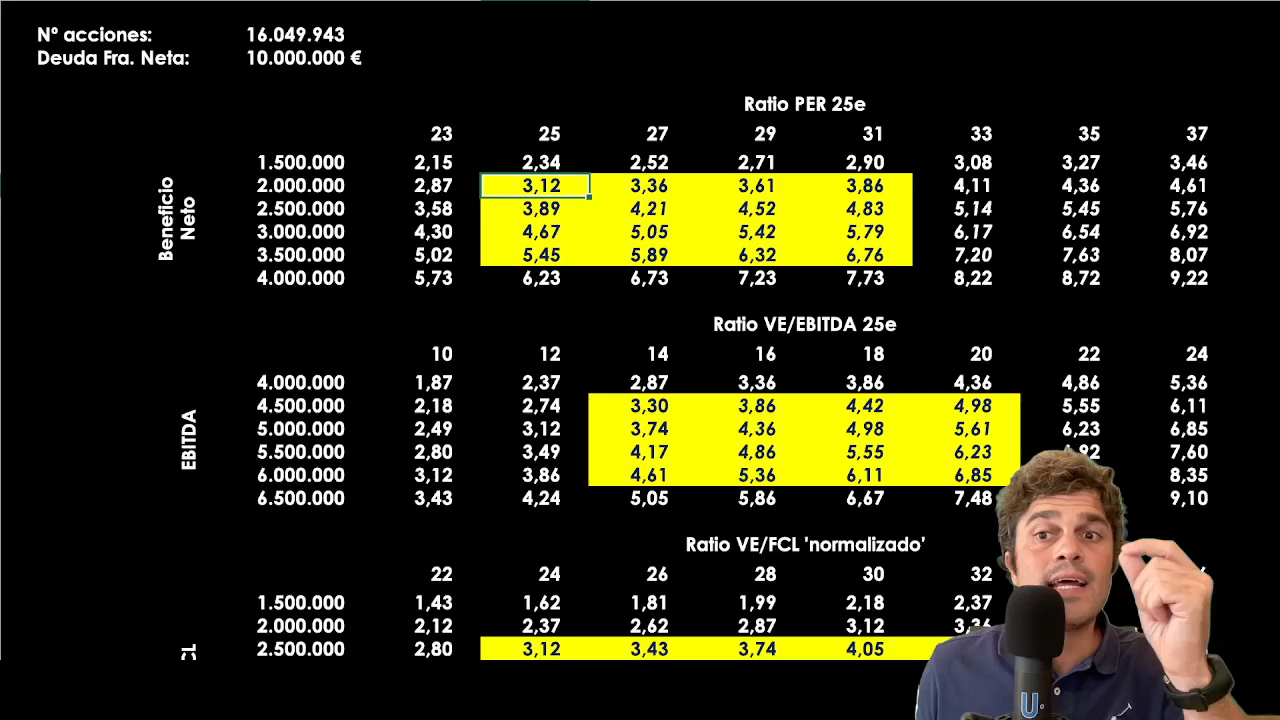 Nº acciones: 16.049.943
Deuda Fra. Neta: 10.000.000 €
Ratio PER 25e
23 25 27 29 31 33 35 37
Beneficio Neto
1.500.000 2,15 2,34 2,52 2,71 2,90 3,08 3,27 3,46
2.000.000 2,87 3,12 3,36 3,61 3,86 4,11 4,36 4,61
2.500.000 3,58 3,89 4,21 4,52 4,83 5,14 5,45 5,76
3.000.000 4,30 4,67 5,05 5,42 5,79 6,17 6,54 6,92
3.500.000 5,02 5,45 5,89 6,32 6,76 7,20 7,63 8,07
4.000.000 5,73 6,23 6,73 7,23 7,73 8,22 8,72 9,22
Ratio VE/EBITDA 25e
10 12 14 16 18 20 22 24
EBITDA
4.000.000 1,87 2,37 2,87 3,36 3,86 4,36 4,86 5,36
4.500.000 2,18 2,74 3,30 3,86 4,42 4,98 5,55 6,11
5.000.000 2,49 3,12 3,74 4,36 4,98 5,61 6,23 6,85
5.500.000 2,80 3,49 4,17 4,86 5,55 6,23 7,60
6.000.000 3,12 3,86 4,61 5,36 6,11 6,85 8,35
6.500.000 3,43 4,24 5,05 5,86 6,67 7,48 9,10
Ratio VE/FCL 'normalizado'
22 24 26 28 30 32
1.500.000 1,43 1,62 1,81 1,99 2,18 2,37
2.000.000 2,12 2,37 2,62 2,87 3,12
2.500.000 2,80 3,12 3,43 3,74 4,05